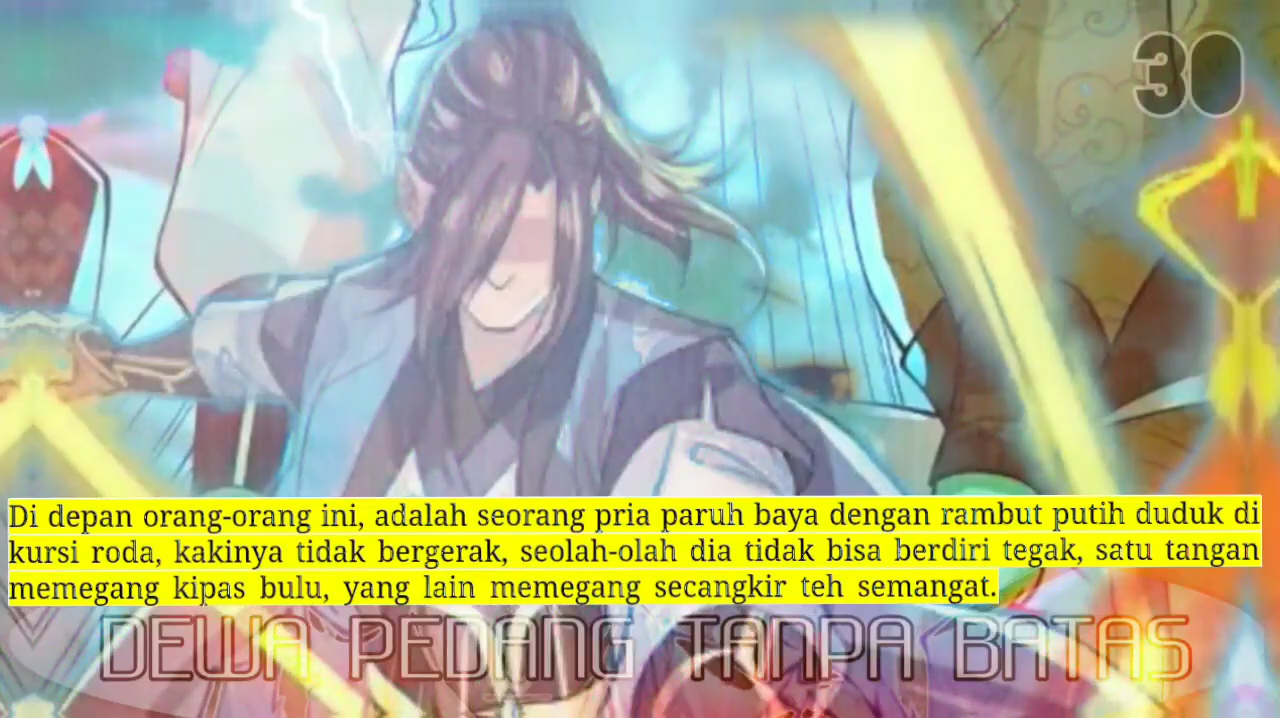 30
Di depan orang-orang ini, adalah seorang pria paruh baya dengan rambut putih duduk di
kursi roda, kakinya tidak bergerak, seolah-olah dia tidak bisa berdiri tegak, satu tangan
memegang kipas bulu, yang lain memegang secangkir teh semangat.
DEWA PEDANG TANPA BATAS